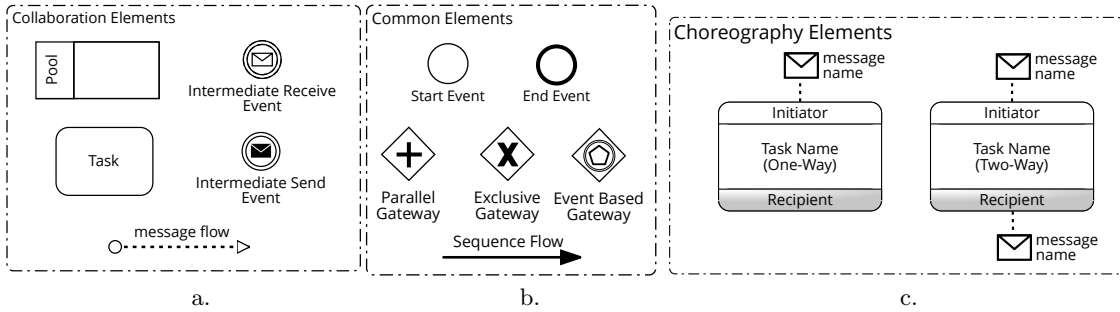 Collaboration Elements
Pool
Intermediate Receive
Event
Task
Intermediate Send
Event
message flow
a.
Common Elements
Start Event
End Event
Parallel
Gateway
Exclusive
Gateway
Event Based
Gateway
Sequence Flow
b.
Choreography Elements
message
name
Initiator
Task Name
(One-Way)
Recipient
message
name
Initiator
Task Name
(Two-Way)
Recipient
message
name
c.